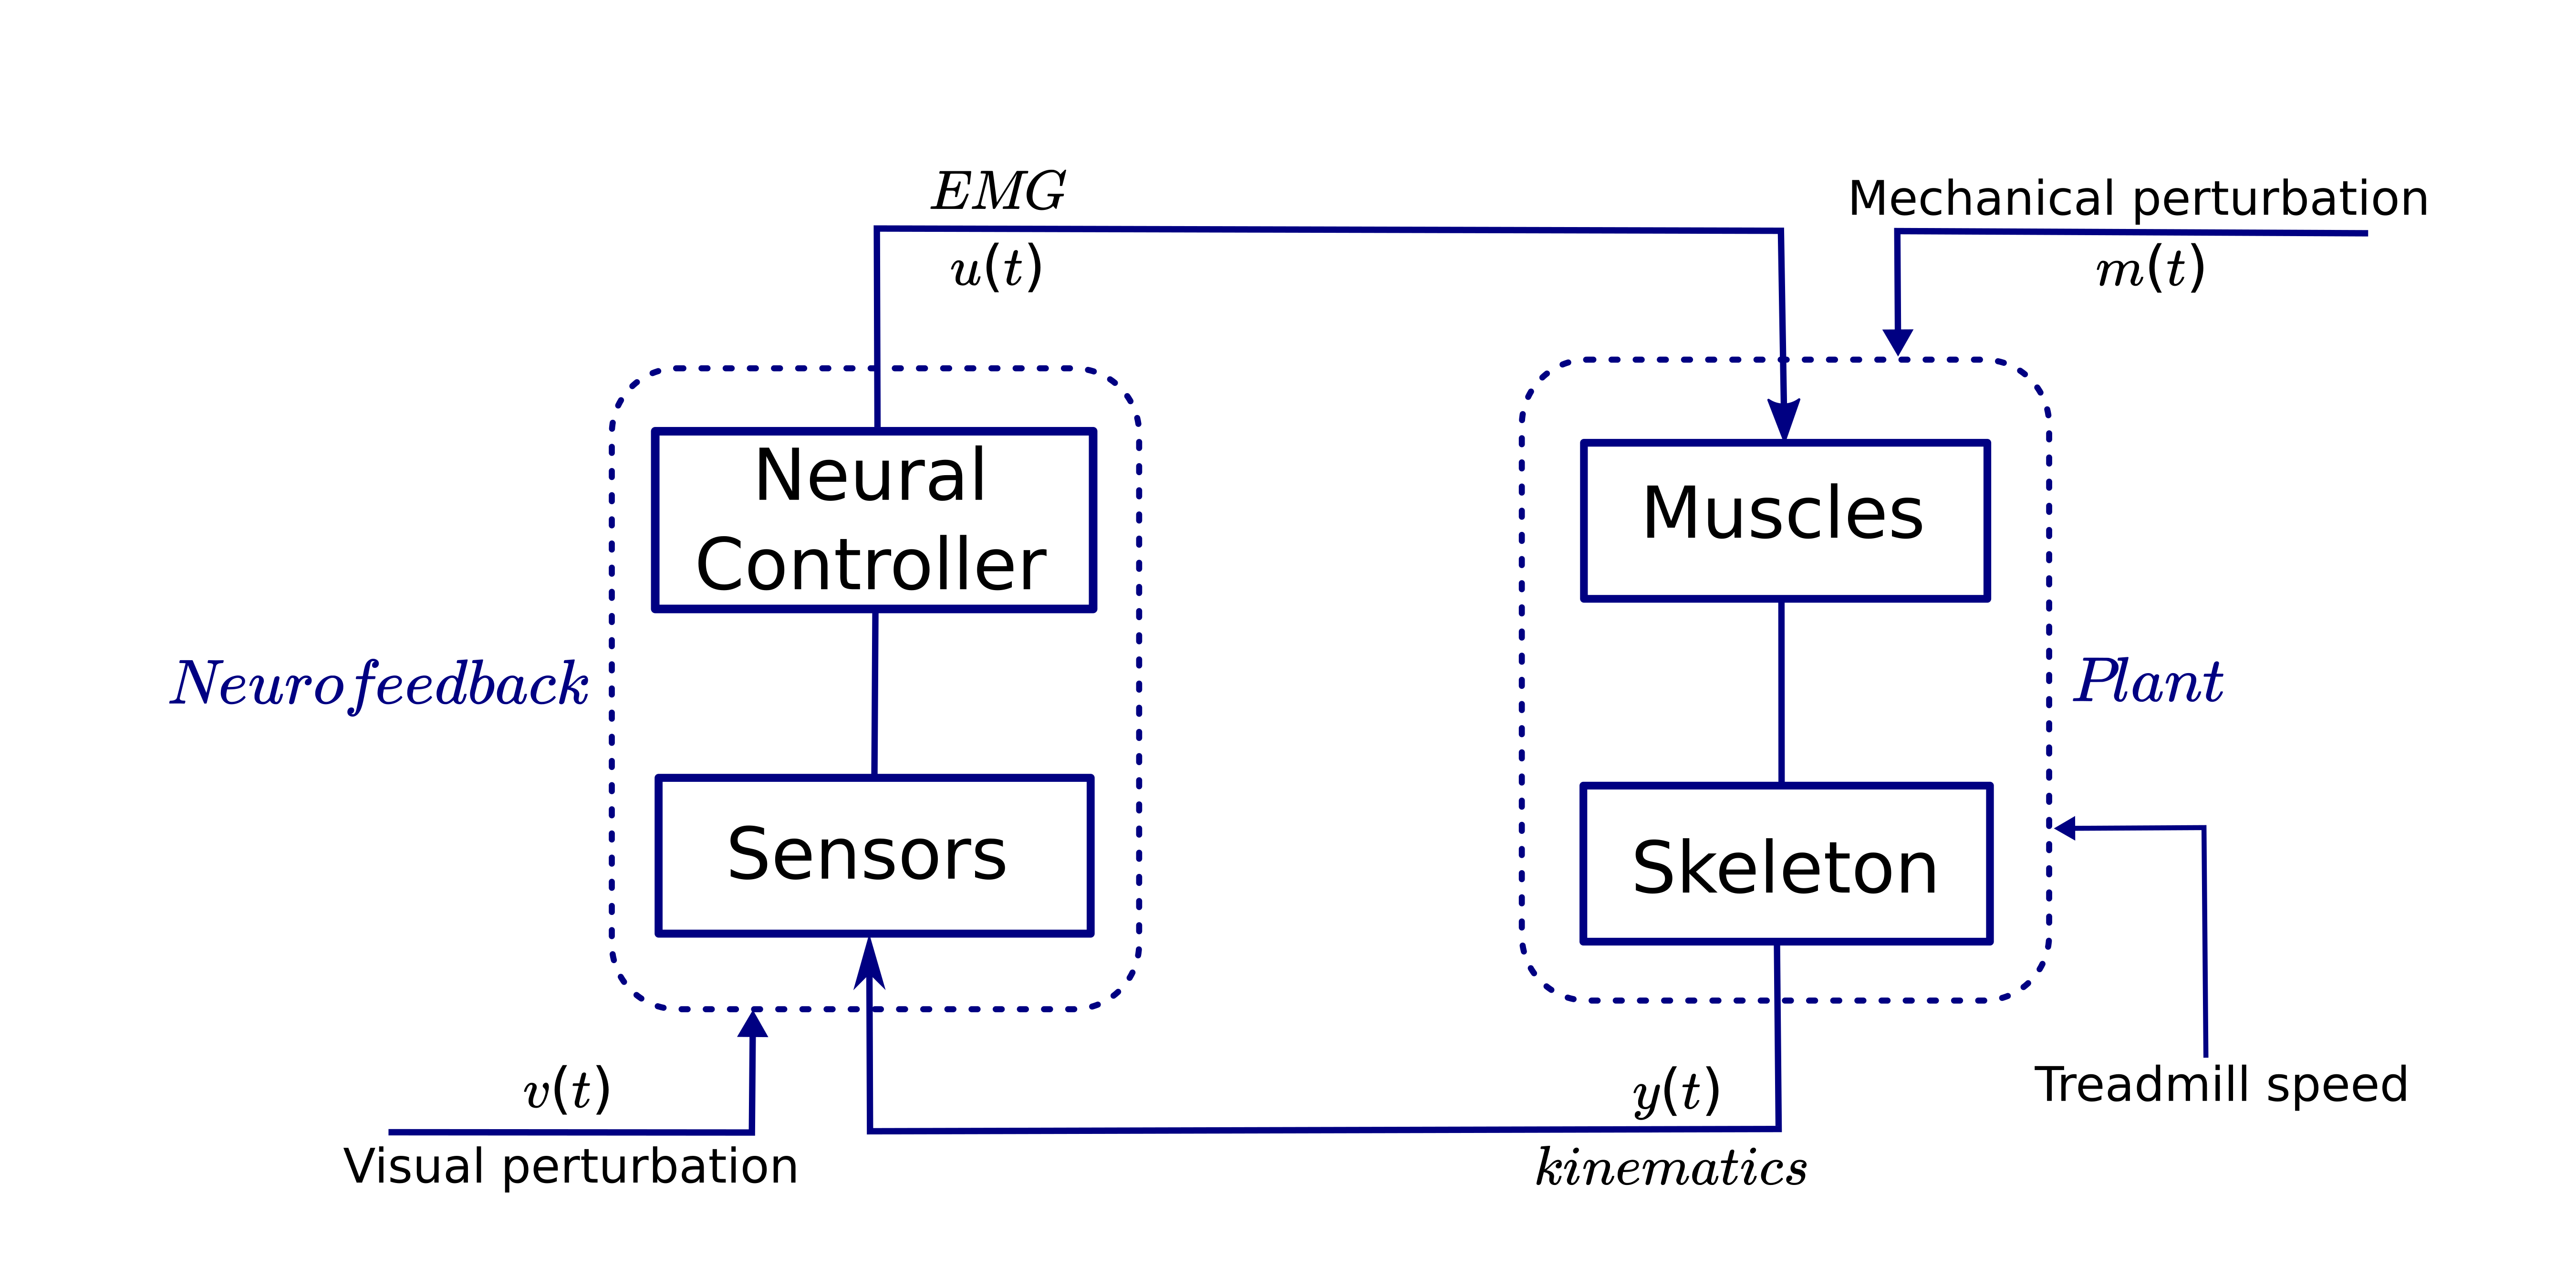 EMG
u(t)
Mechanical perturbation
m(t)
Neural
Controller
Muscles
Neurofeedback
Plant
Sensors
Skeleton
v(t)
Visual perturbation
y(t)
kinematics
Treadmill speed